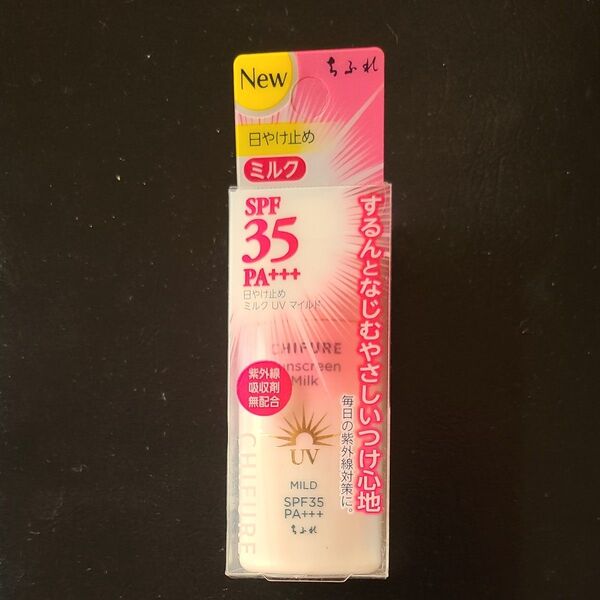 New
ちふれ
日やけ止め
ミルク
SPF
35
PA+++
日やけ止め
ミルク UV マイルド
するんとなじむやさしいつけ心地
毎日の紫外線対策に。
紫外線
吸収剤
無配合
CHIFURE
Sunscreen
Milk
UV
MILD
SPF35
PA+++
ちふれ
CHIFURE